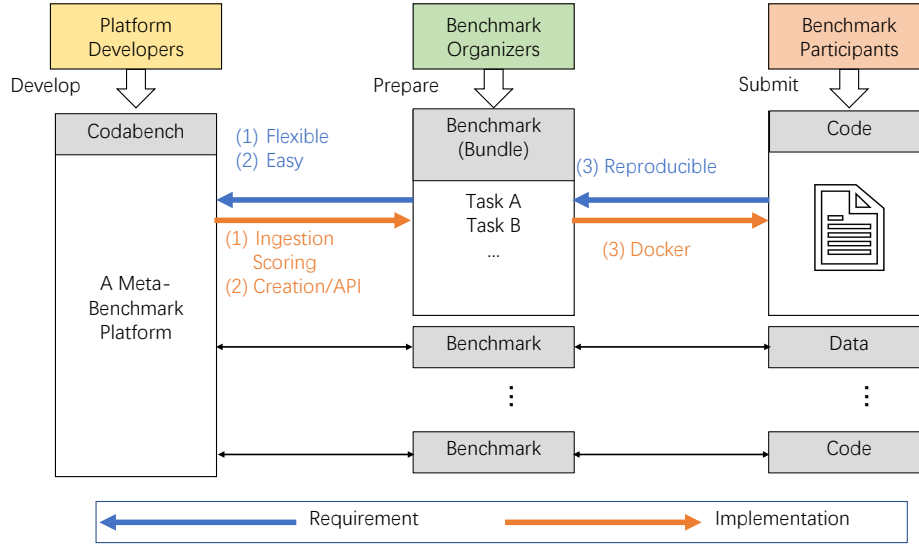 Platform
Developers
Benchmark
Organizers
Benchmark
Participants
Develop
Prepare
Submit
Codabench
(1) Flexible
(2) Easy
Benchmark
(Bundle)
(3) Reproducible
Code
Task A
Task B
...
(1) Ingestion
Scoring
(2) Creation/API
(3) Docker
A Meta-
Benchmark
Platform
Benchmark
Data
Benchmark
Code
Requirement
Implementation